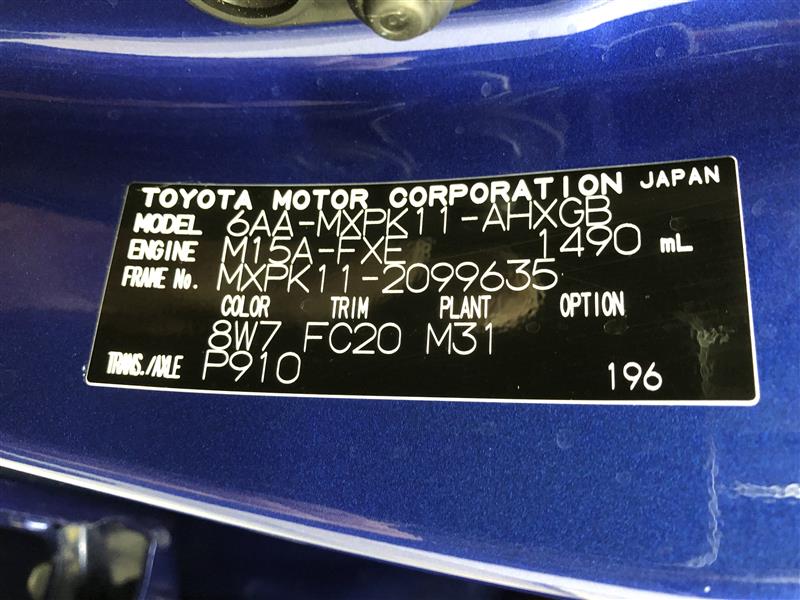 TOYOTA MOTOR CORPORATION JAPAN
MODEL 6AA-MXPK11-AHXGB
ENGINE M15A-FXE 1490 mL
FRAME No. MXPK11-2099635
COLOR TRIM PLANT OPTION
8W7 FC20 M31
TRANS./AXLE P910 196